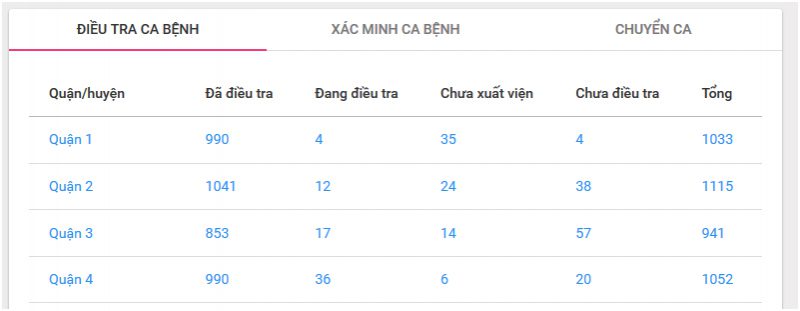 ĐIỀU TRA CA BỆNH XÁC MINH CA BỆNH CHUYỂN CA
Quận/huyện Đã điều tra Đang điều tra Chưa xuất viện Chưa điều tra Tổng
Quận 1 990 4 35 4 1033
Quận 2 1041 12 24 38 1115
Quận 3 853 17 14 57 941
Quận 4 990 36 6 20 1052